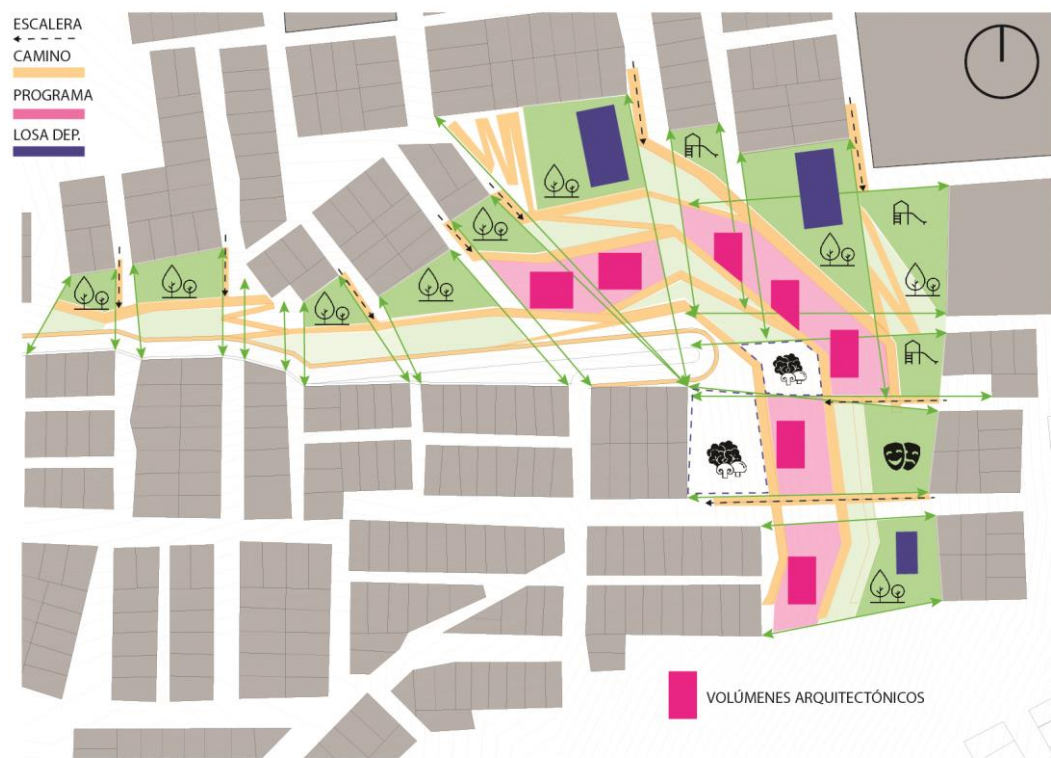 ESCALERA
CAMINO
PROGRAMA
LOSA DEP.
VOLÚMENES ARQUITECTÓNICOS